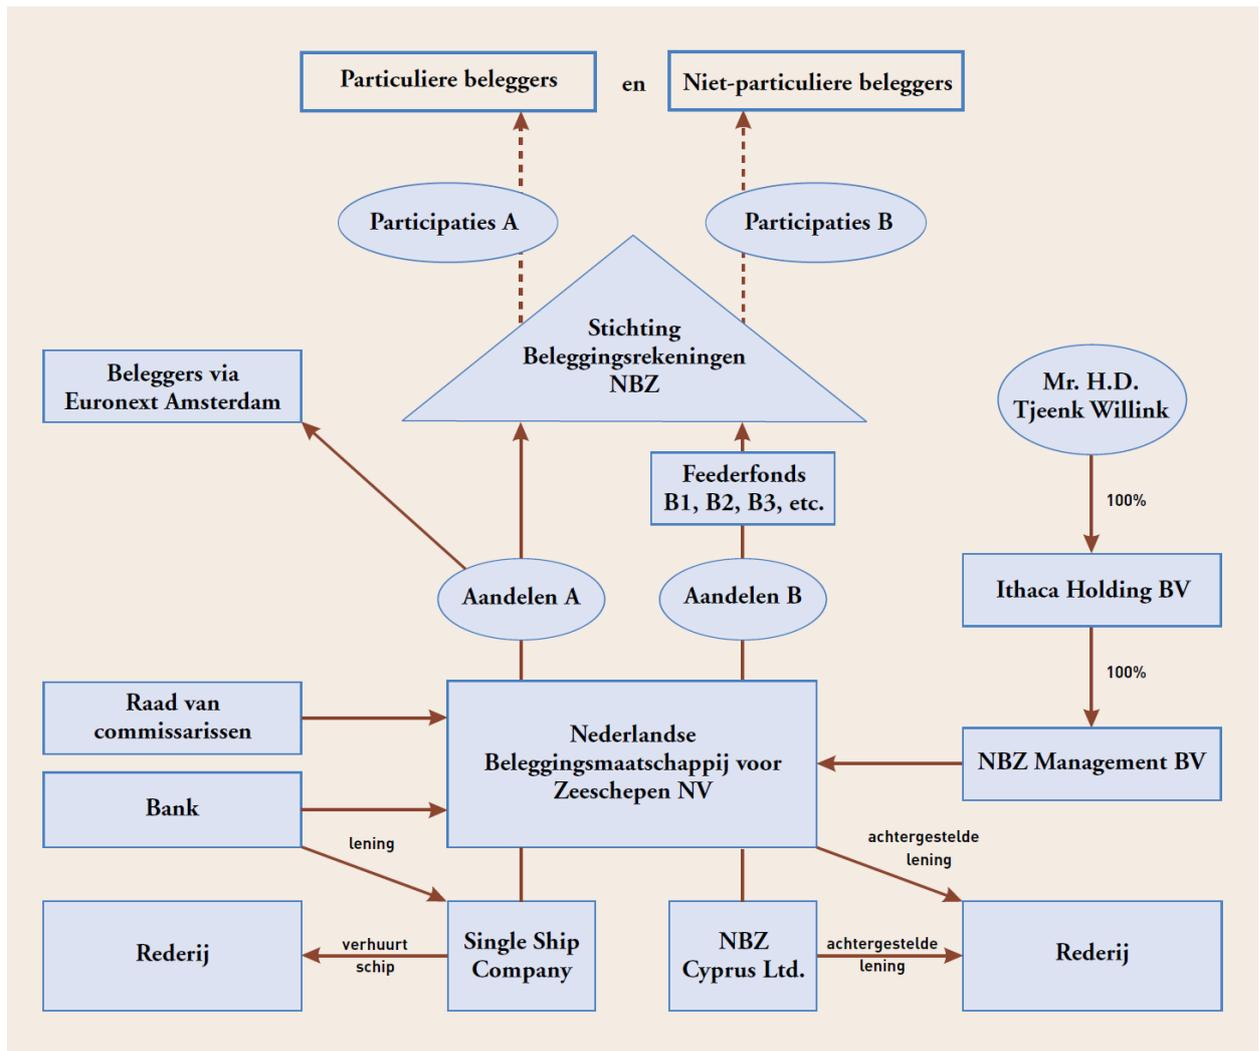 Particuliere beleggers
en
Niet-particuliere beleggers
Participaties A
Participaties B
Stichting
Beleggingsrekeningen
NBZ
Beleggers via
Euronext Amsterdam
Mr. H.D.
Tjeenk Willink
Feederfonds
B1, B2, B3, etc.
100%
Aandelen A
Aandelen B
Ithaca Holding BV
100%
Raad van
commissarissen
Nederlandse
Beleggingsmaatschappij voor
Zeeschepen NV
NBZ Management BV
Bank
lening
achtergestelde
lening
Rederij
verhuurt
schip
Single Ship
Company
NBZ
Cyprus Ltd.
achtergestelde
lening
Rederij